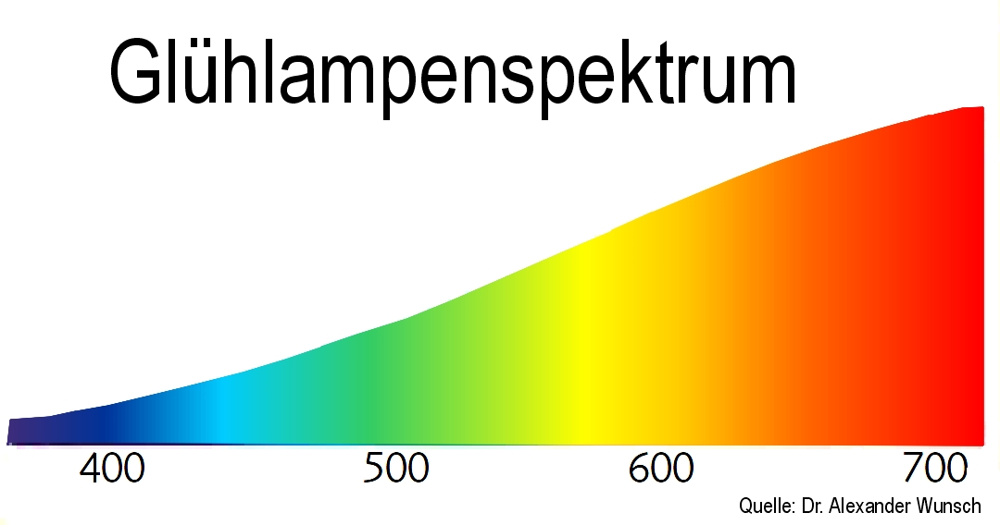 Glühlampenspektrum
400 500 600 700
Quelle: Dr. Alexander Wunsch